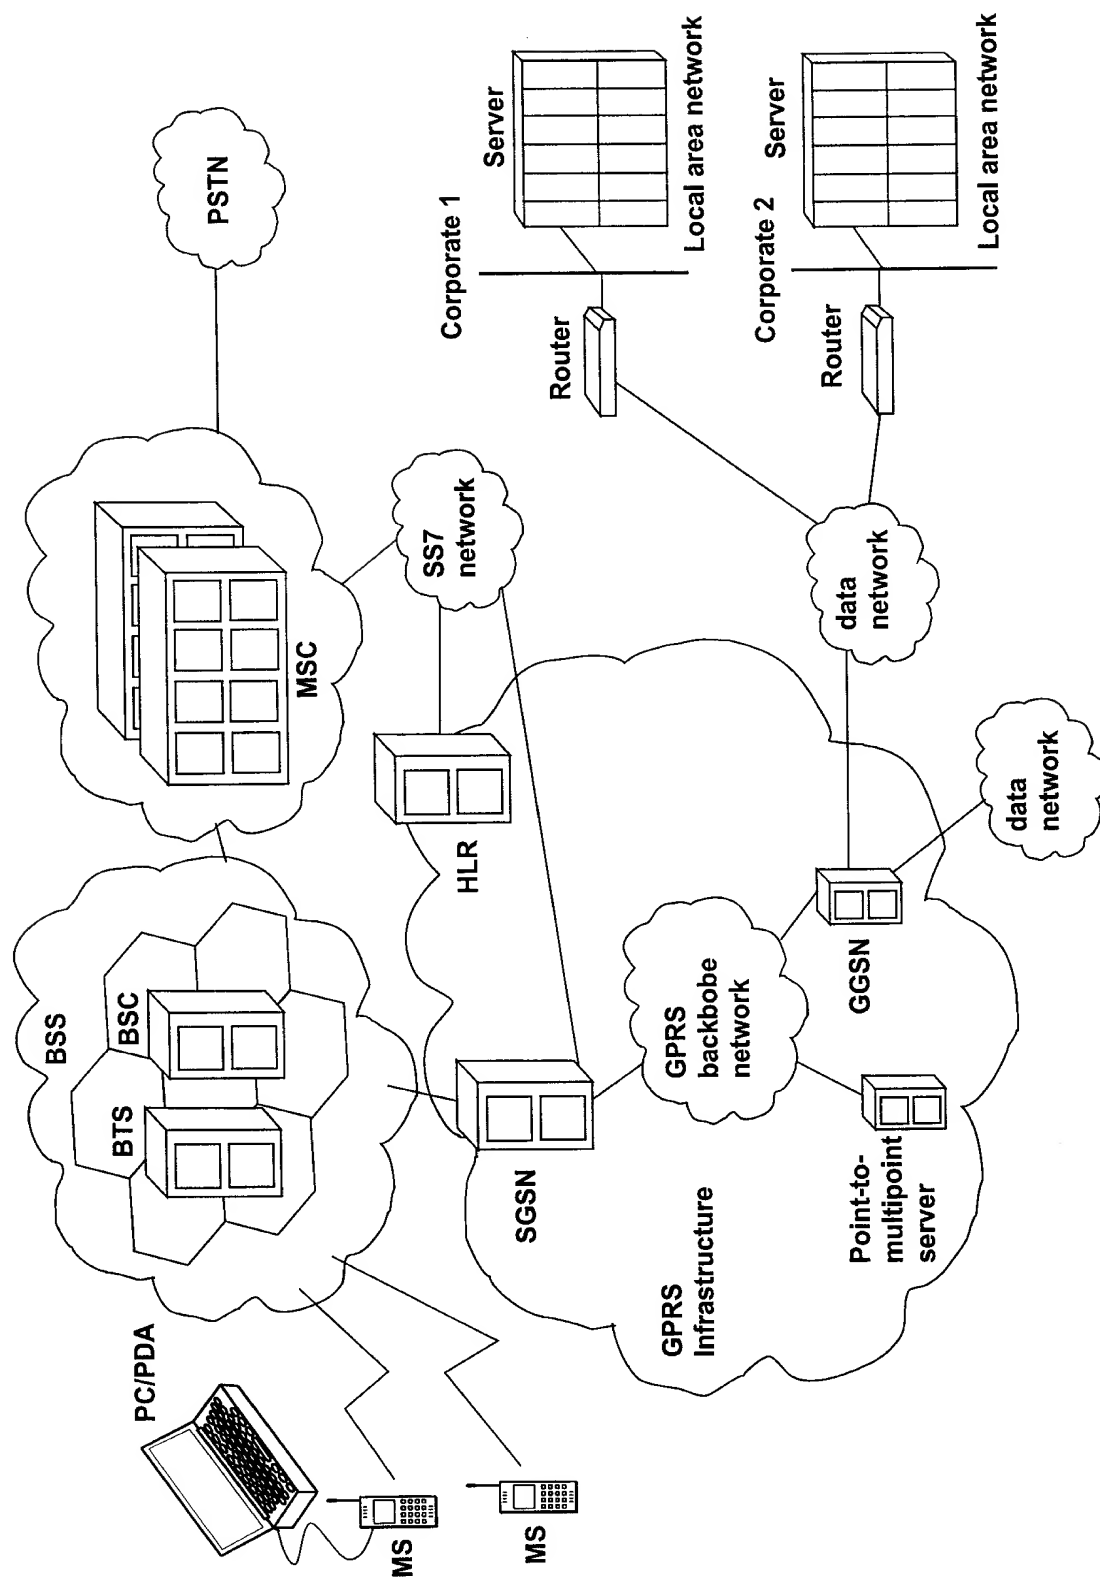 PC/PDA
MS
MS
BSS
BTS
BSC
MSC
PSTN
SS7
network
HLR
SGSN
GPRS
Infrastructure
GPRS
backbobe
network
Point-to-
multipoint
server
GGSN
data
network
data
network
Corporate 1
Router
Server
Local area network
Corporate 2
Router
Server
Local area network